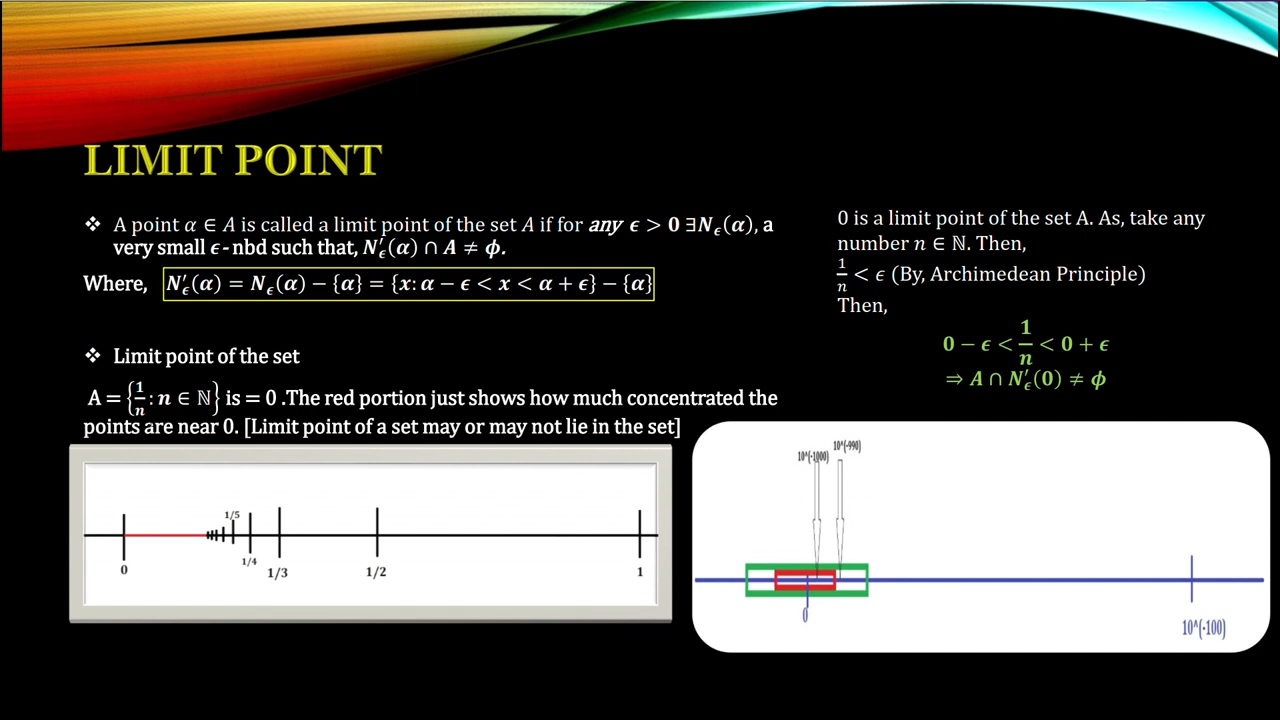 LIMIT POINT
❖ A point α ∈ A is called a limit point of the set A if for any ϵ > 0 ∃N_ϵ(α), a
very small ϵ - nbd such that, N′_ϵ(α) ∩ A ≠ ϕ.
Where, N′_ϵ(α) = N_ϵ(α) − {α} = {x: α − ϵ < x < α + ϵ} − {α}
❖ Limit point of the set
A = {1/n : n ∈ ℕ} is = 0 .The red portion just shows how much concentrated the
points are near 0. [Limit point of a set may or may not lie in the set]
0 is a limit point of the set A. As, take any
number n ∈ ℕ. Then,
1/n < ϵ (By, Archimedean Principle)
Then,
0 − ϵ < 1/n < 0 + ϵ
⇒ A ∩ N′_ϵ(0) ≠ ϕ
1/5
1/4
0
1/3
1/2
1
10^(-1000)
10^(-990)
0
10^(-100)